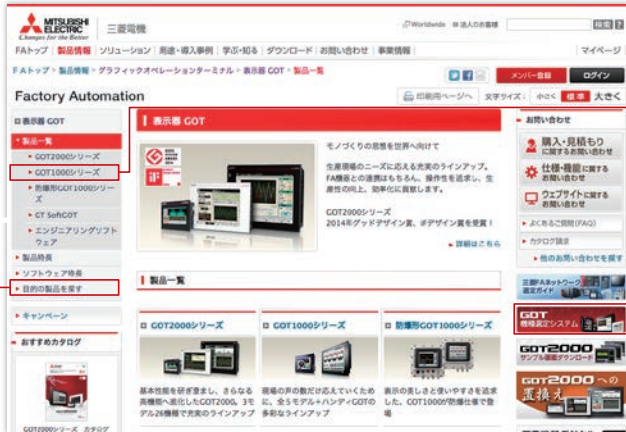 MITSUBISHI
ELECTRIC
Changes for the Better
三菱電機
Worldwide
法人のお客様
検索
FAトップ
製品情報
ソリューション
用途・導入事例
学ぶ・知る
ダウンロード
お問い合わせ
事業情報
マイページ
FAトップ > 製品情報 > グラフィックオペレーションターミナル > 表示器 GOT > 製品一覧
メンバー登録
ログイン
Factory Automation
印刷用ページへ
文字サイズ：
小さく
標準
大きく
表示器 GOT
製品一覧
GOT2000シリーズ
GOT1000シリーズ
防爆形GOT1000シリーズ
GT SoftGOT
エンジニアリングソフトウェア
製品特長
ソフトウェア特長
目的の製品を探す
キャンペーン
おすすめカタログ
GOT2000シリーズ カタログ
表示器 GOT
モノづくりの思想を世界へ向けて
生産現場のニーズに応える充実のラインアップ。
FA機器との連携はもちろん、操作性を追求し、生
産性の向上、効率化に貢献します。
GOT2000シリーズ
2014年グッドデザイン賞、iFデザイン賞を受賞！
詳細はこちら
製品一覧
GOT2000シリーズ
基本性能を研ぎ澄まし、さらなる
高機能へ進化したGOT2000。3モ
デル26機種で充実のラインアップ
GOT1000シリーズ
現場の声の数だけ応えていくため
に、全5モデル+ハンディGOTの
多彩なラインアップ
防爆形GOT1000シリーズ
表示の美しさと使いやすさを追求
した、GOT1000が防爆仕様で登
場
お問い合わせ
購入・見積もり
に関するお問い合わせ
仕様・機能に関する
お問い合わせ
ウェブサイトに関する
お問い合わせ
よくあるご質問(FAQ)
カタログ請求
他のお問い合わせを探す
三菱FAネットワーク
選定ガイド
GOT
機種選定システム
GOT2000
サンプル画面ダウンロード
GOT2000への
置換え